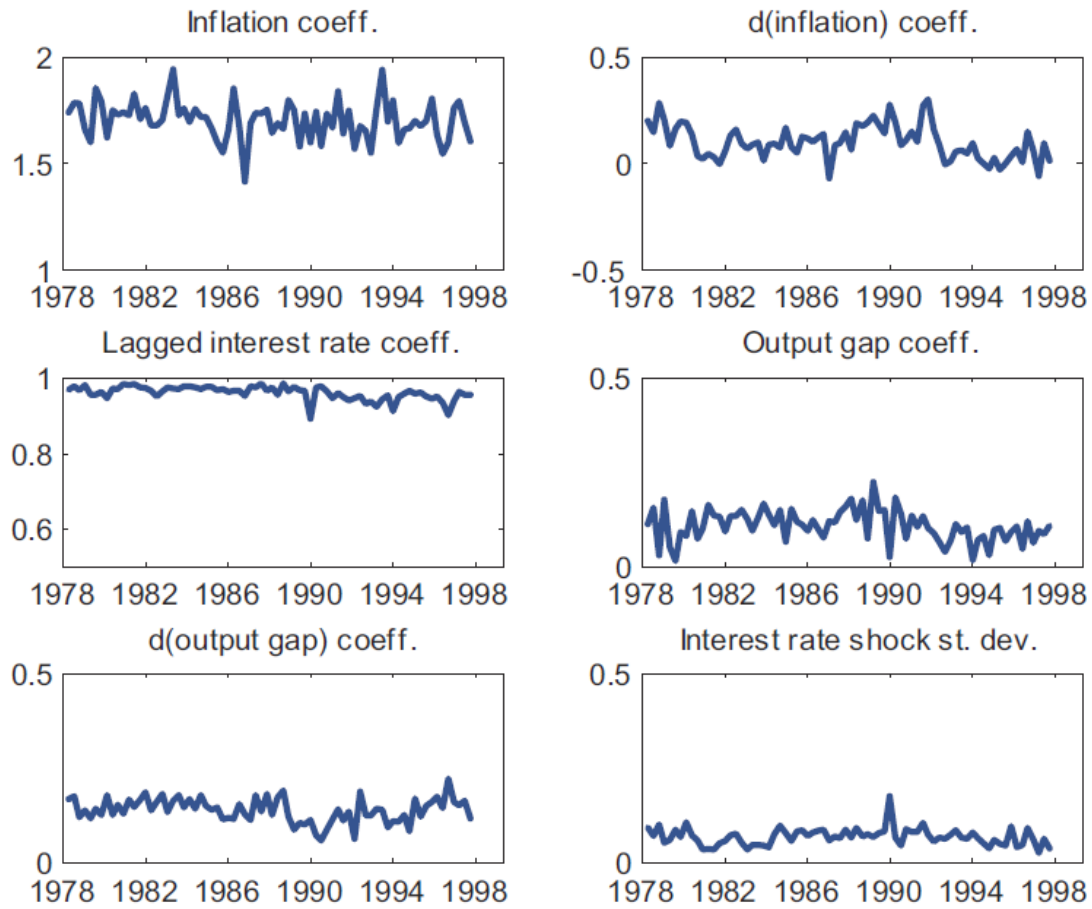 Inflation coeff.
2
1.5
1
1978 1982 1986 1990 1994 1998
d(inflation) coeff.
0.5
0
-0.5
1978 1982 1986 1990 1994 1998
Lagged interest rate coeff.
1
0.8
0.6
1978 1982 1986 1990 1994 1998
Output gap coeff.
0.5
0
1978 1982 1986 1990 1994 1998
d(output gap) coeff.
0.5
0
1978 1982 1986 1990 1994 1998
Interest rate shock st. dev.
0.5
0
1978 1982 1986 1990 1994 1998